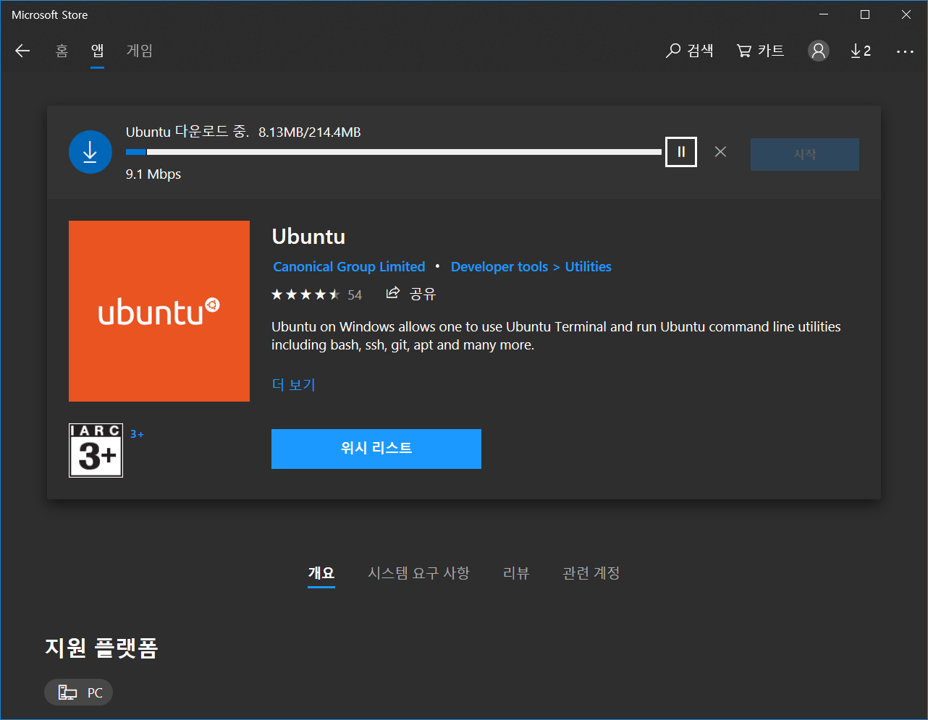 Microsoft Store
홈 앱 게임 검색 카트 2
Ubuntu 다운로드 중. 8.13MB/214.4MB
시작
9.1 Mbps
ubuntu
Ubuntu
Canonical Group Limited • Developer tools > Utilities
54 공유
Ubuntu on Windows allows one to use Ubuntu Terminal and run Ubuntu command line utilities
including bash, ssh, git, apt and many more.
더 보기
IARC
3+
3+
위시 리스트
개요 시스템 요구 사항 리뷰 관련 계정
지원 플랫폼
PC